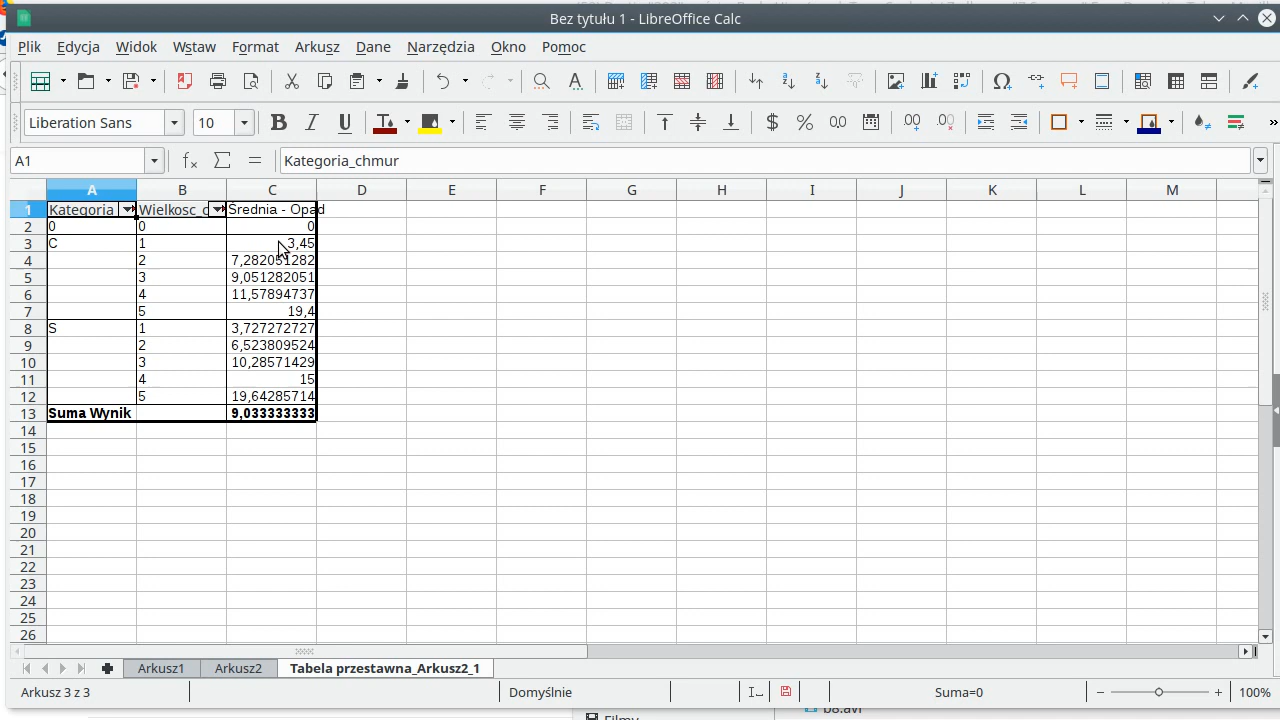 Bez tytułu 1 - LibreOffice Calc
Plik Edycja Widok Wstaw Format Arkusz Dane Narzędzia Okno Pomoc
Liberation Sans 10
A1 Kategoria_chmur
A B C D E F G H I J K L M
1 Kategoria Wielkosc_c Średnia - Opad
2 0 0 0
3 C 1 3,45
4 2 7,282051282
5 3 9,051282051
6 4 11,57894737
7 5 19,4
8 S 1 3,727272727
9 2 6,523809524
10 3 10,28571429
11 4 15
12 5 19,64285714
13 Suma Wynik 9,033333333
14
15
16
17
18
19
20
21
22
23
24
25
26
Arkusz1 Arkusz2 Tabela przestawna_Arkusz2_1
Arkusz 3 z 3 Domyślnie Suma=0 100%
Filmy b8.avi